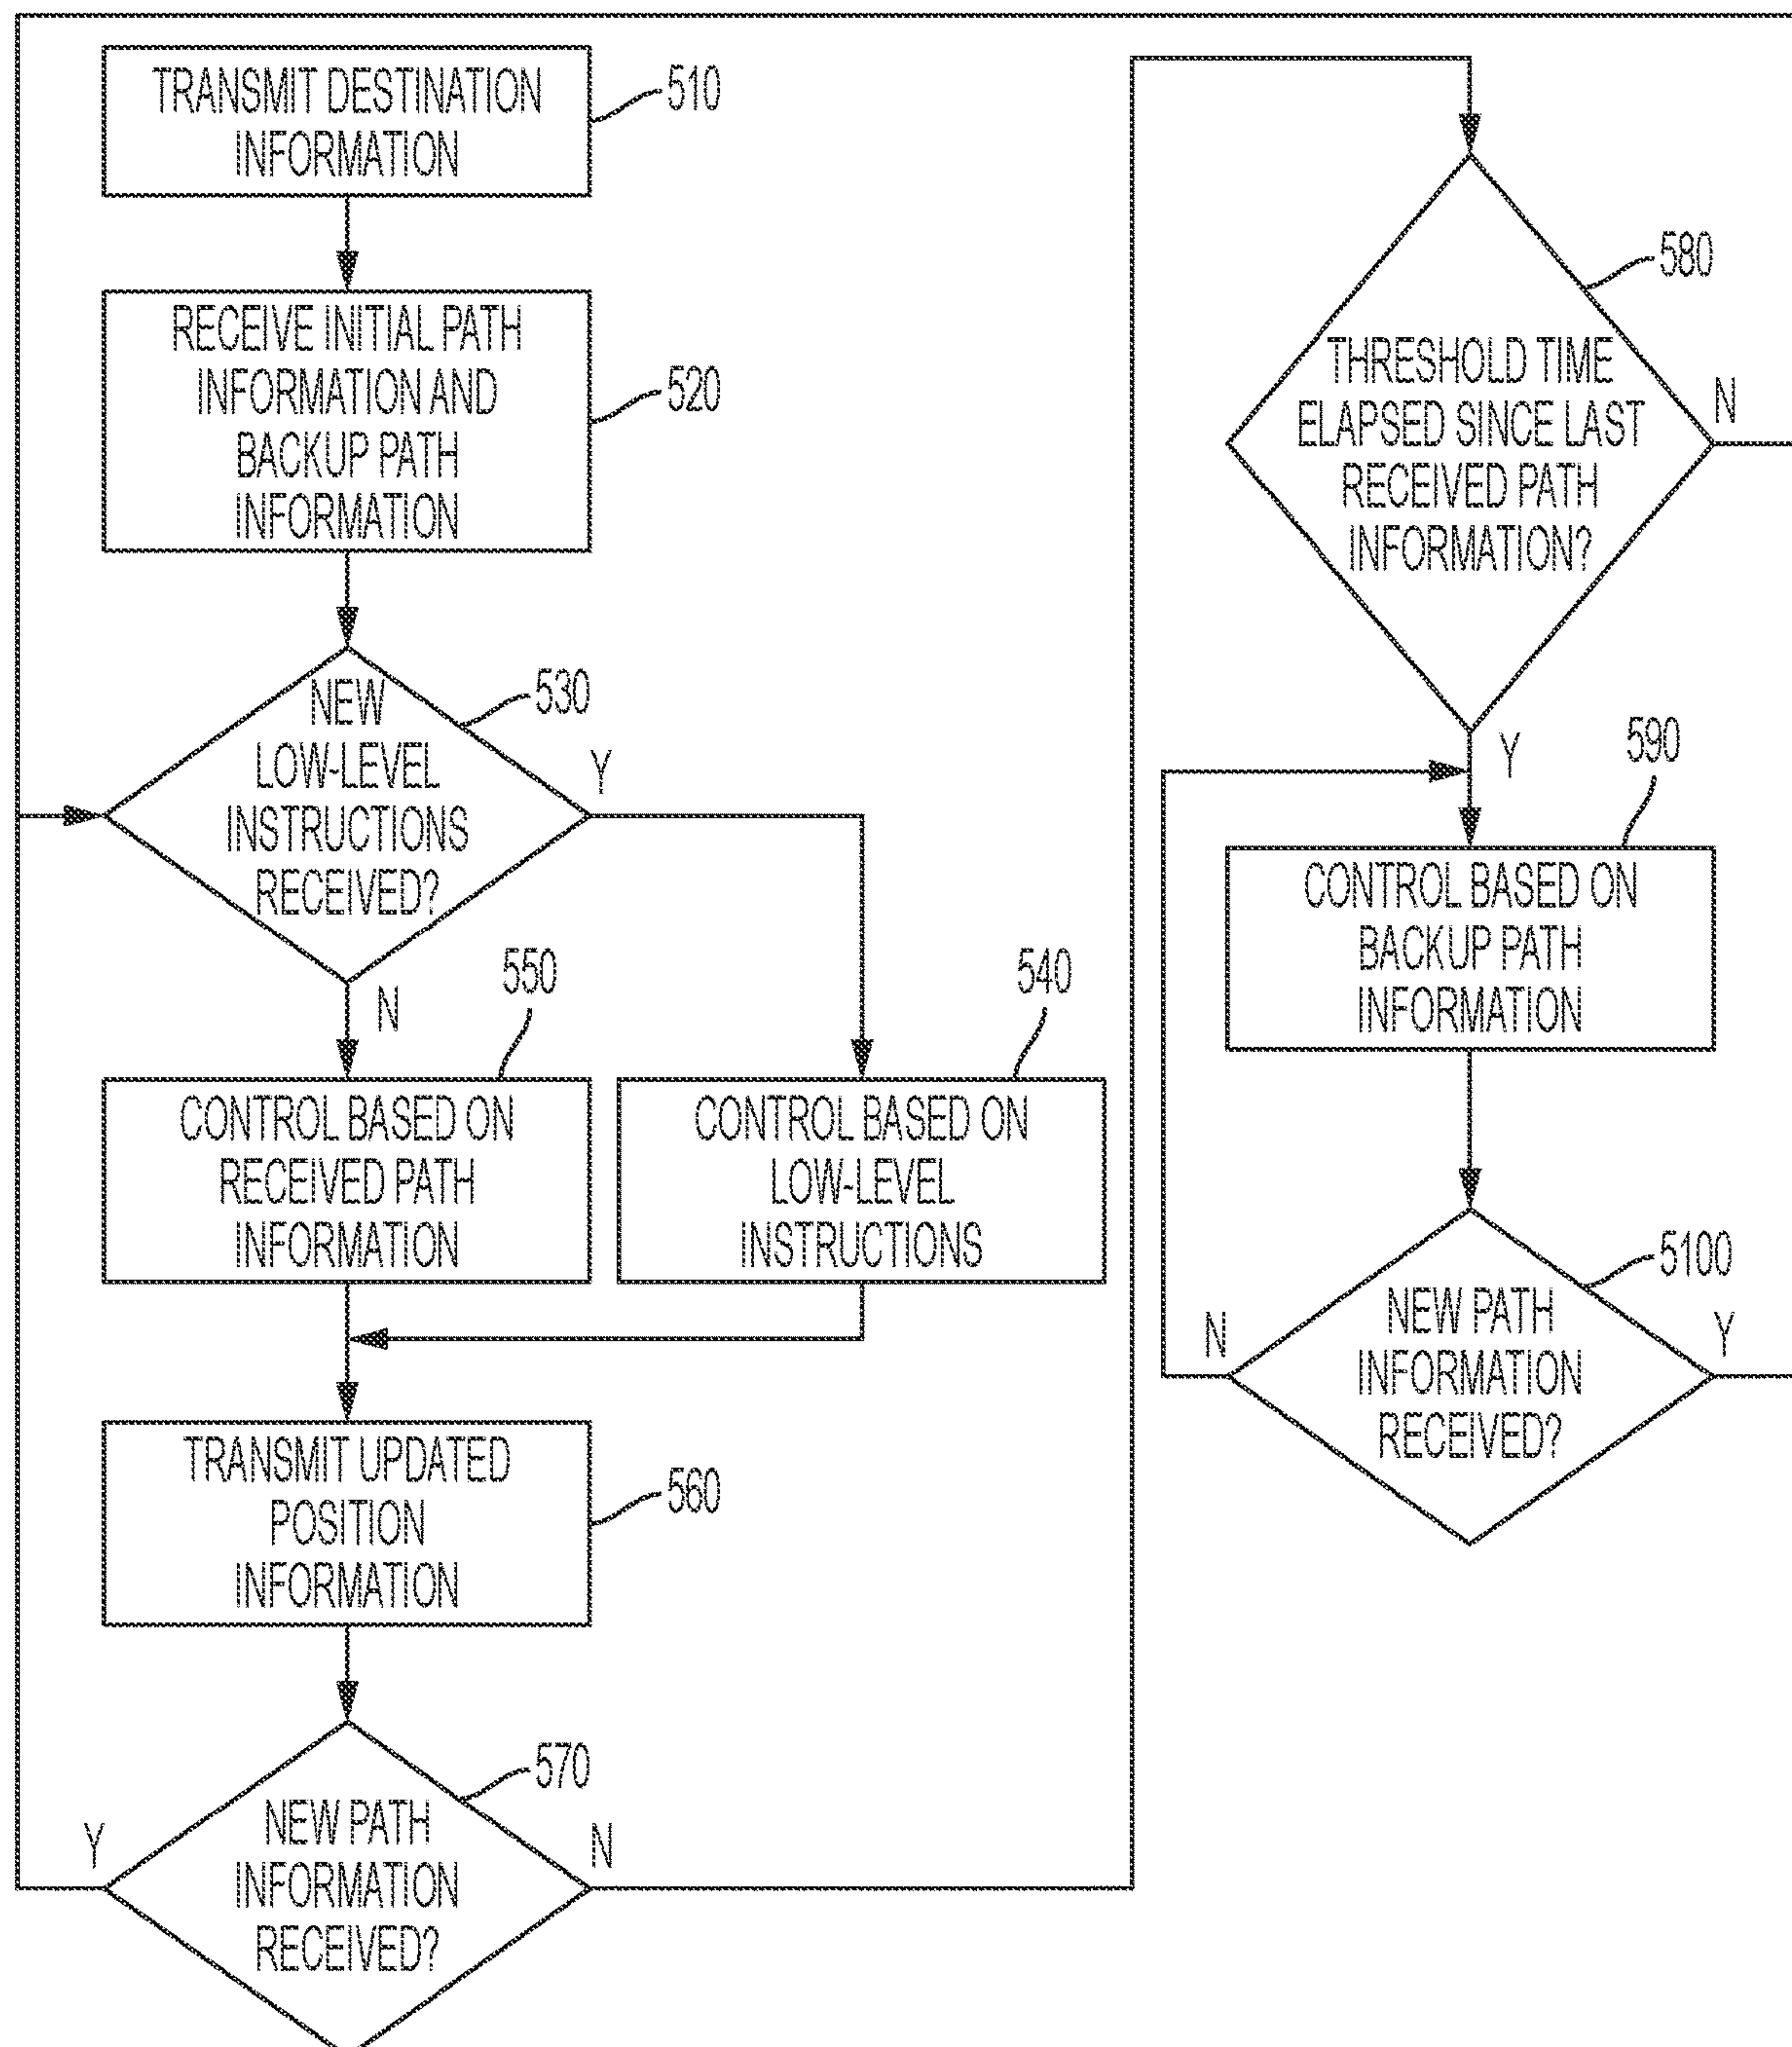 TRANSMIT DESTINATION
INFORMATION
510
RECEIVE INITIAL PATH
INFORMATION AND
BACKUP PATH
INFORMATION
520
NEW
LOW-LEVEL
INSTRUCTIONS
RECEIVED?
530
Y
N
550
CONTROL BASED ON
RECEIVED PATH
INFORMATION
540
CONTROL BASED ON
LOW-LEVEL
INSTRUCTIONS
TRANSMIT UPDATED
POSITION
INFORMATION
560
NEW PATH
INFORMATION
RECEIVED?
570
Y
N
THRESHOLD TIME
ELAPSED SINCE LAST
RECEIVED PATH
INFORMATION?
580
N
Y
590
CONTROL BASED ON
BACKUP PATH
INFORMATION
NEW PATH
INFORMATION
RECEIVED?
5100
N
Y